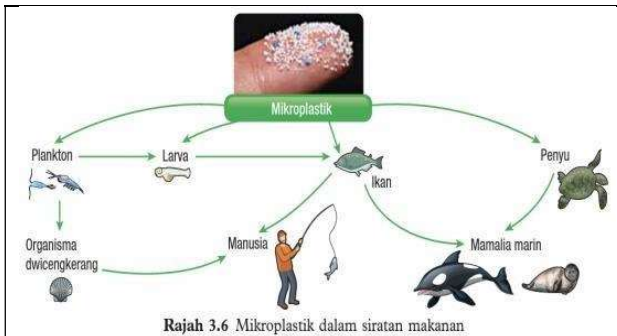 Mikroplastik
Plankton
Larva
Ikan
Penyu
Organisma
dwicengkerang
Manusia
Mamalia marin
Rajah 3.6 Mikroplastik dalam siratan makanan